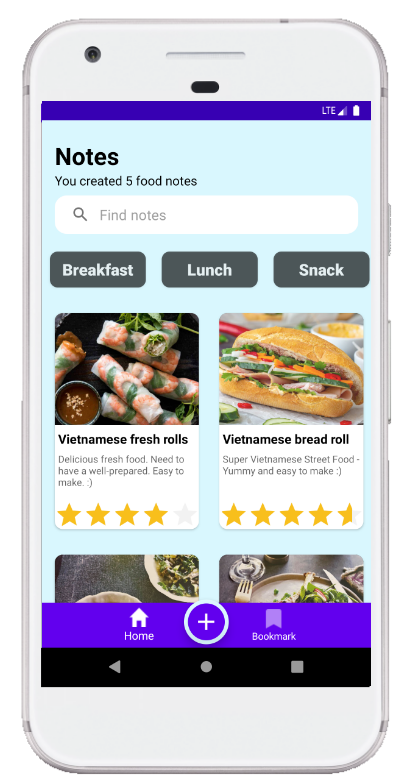 LTE
Notes
You created 5 food notes
Find notes
Breakfast
Lunch
Snack
Vietnamese fresh rolls
Delicious fresh food. Need to
have a well-prepared. Easy to
make. :)
Vietnamese bread roll
Super Vietnamese Street Food -
Yummy and easy to make :)
Home
Bookmark